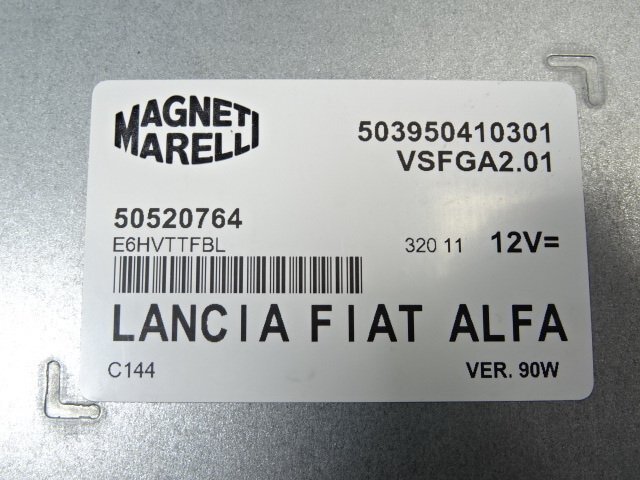 MAGNETI
MARELLI
503950410301
VSFGA2.01
50520764
E6HVTTFBL
320 11 12V=
LANCIA FIAT ALFA
C144
VER. 90W